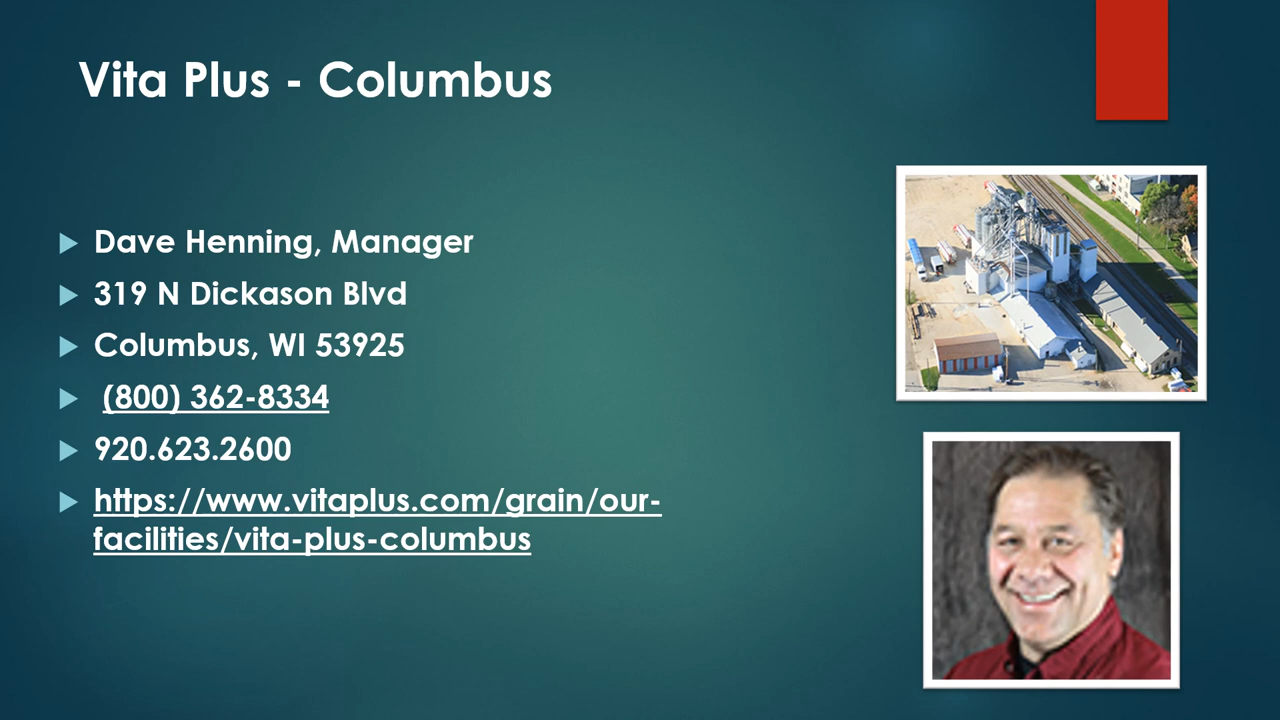 Vita Plus - Columbus
Dave Henning, Manager
319 N Dickason Blvd
Columbus, WI 53925
(800) 362-8334
920.623.2600
https://www.vitaplus.com/grain/our-
facilities/vita-plus-columbus